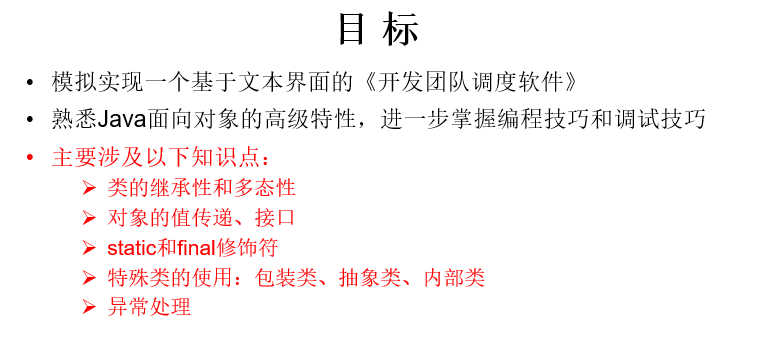 目 标
• 模拟实现一个基于文本界面的《开发团队调度软件》
• 熟悉Java面向对象的高级特性，进一步掌握编程技巧和调试技巧
• 主要涉及以下知识点：
➢ 类的继承性和多态性
➢ 对象的值传递、接口
➢ static和final修饰符
➢ 特殊类的使用：包装类、抽象类、内部类
➢ 异常处理